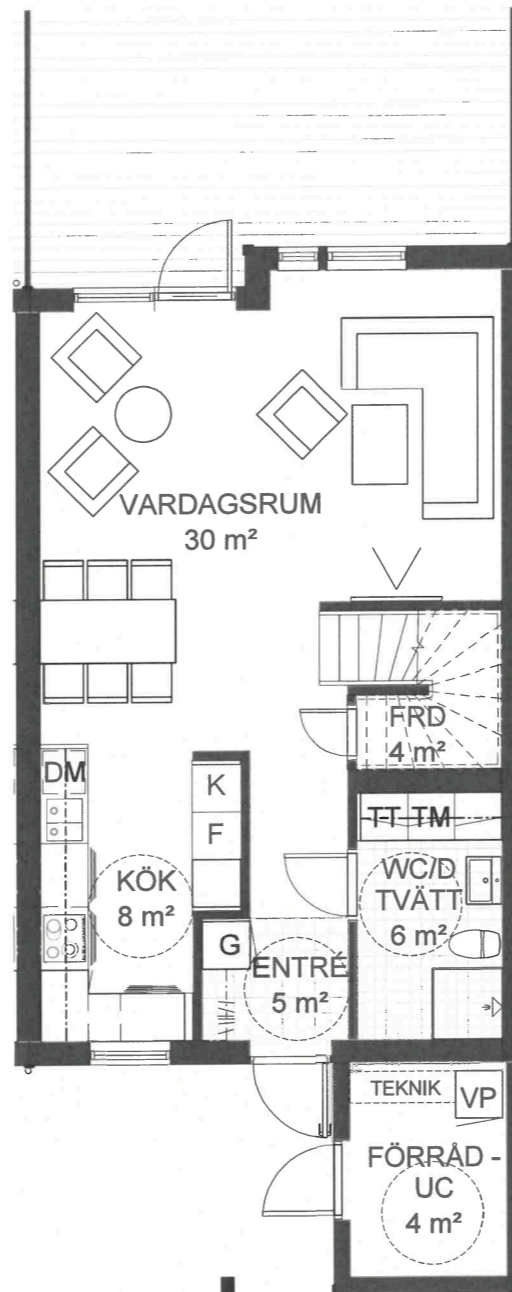 VARDAGSRUM
30 m²
FRD
4 m²
DM
K
F
TT TM
KÖK
8 m²
WC/D
TVÄTT
6 m²
G
ENTRÉ
5 m²
TEKNIK
VP
FÖRRÅD -
UC
4 m²